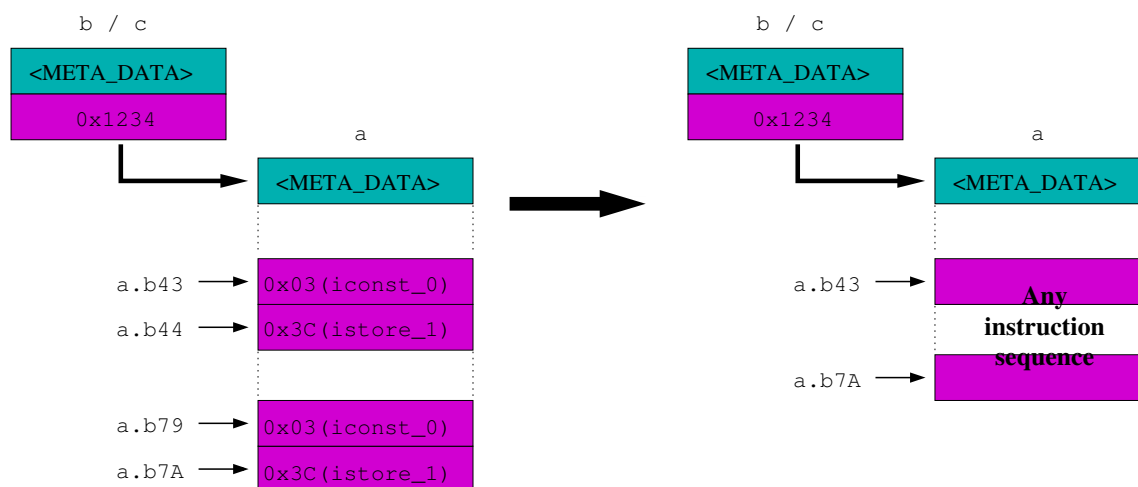 b / c
<META_DATA>
0x1234
a
<META_DATA>
a.b43
0x03(iconst_0)
a.b44
0x3C(istore_1)
a.b79
0x03(iconst_0)
a.b7A
0x3C(istore_1)
b / c
<META_DATA>
0x1234
a
<META_DATA>
a.b43
Any
instruction
sequence
a.b7A